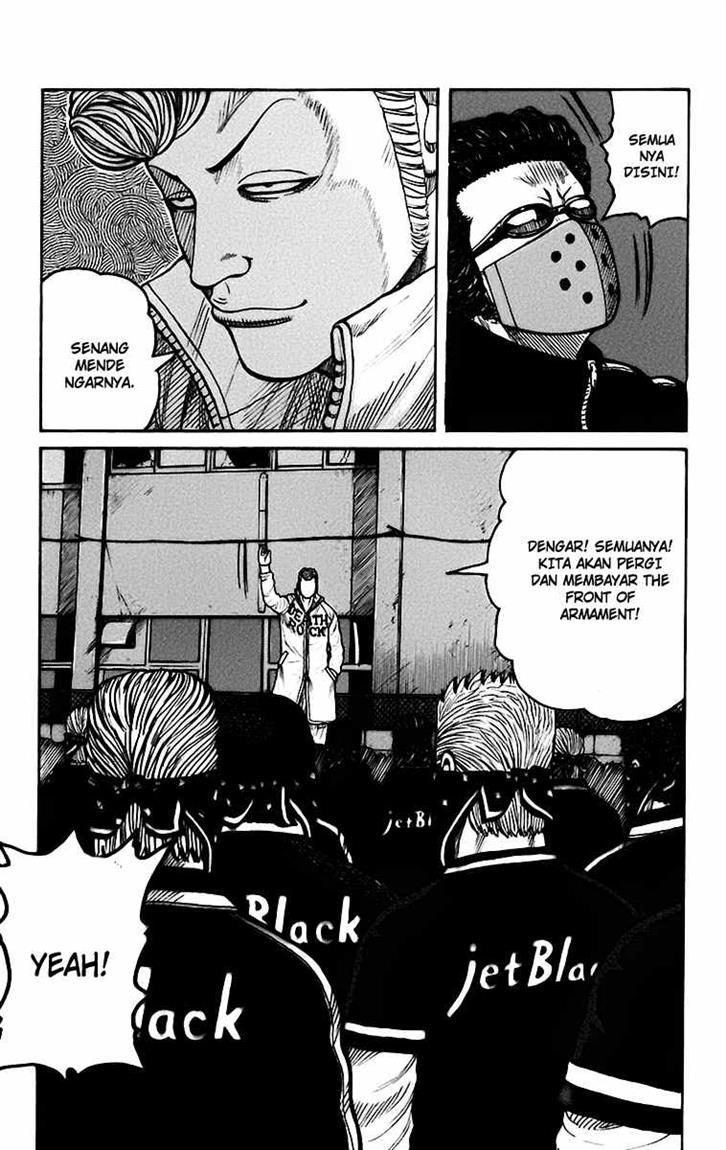 SEMUA
NYA
DISINI!
SENANG
MENDE
NGARNYA.
DENGAR! SEMUANYA!
KITA AKAN PERGI
DAN MEMBAYAR THE
FRONT OF
ARMAMENT!
DEATH
ROCK
jetBl
Black
jetBla
lack
YEAH!